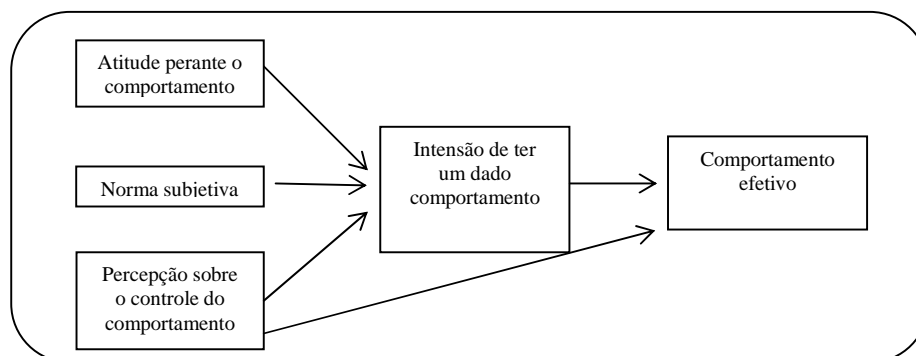 Atitude perante o
comportamento
Norma subjetiva
Percepção sobre
o controle do
comportamento
Intensão de ter
um dado
comportamento
Comportamento
efetivo